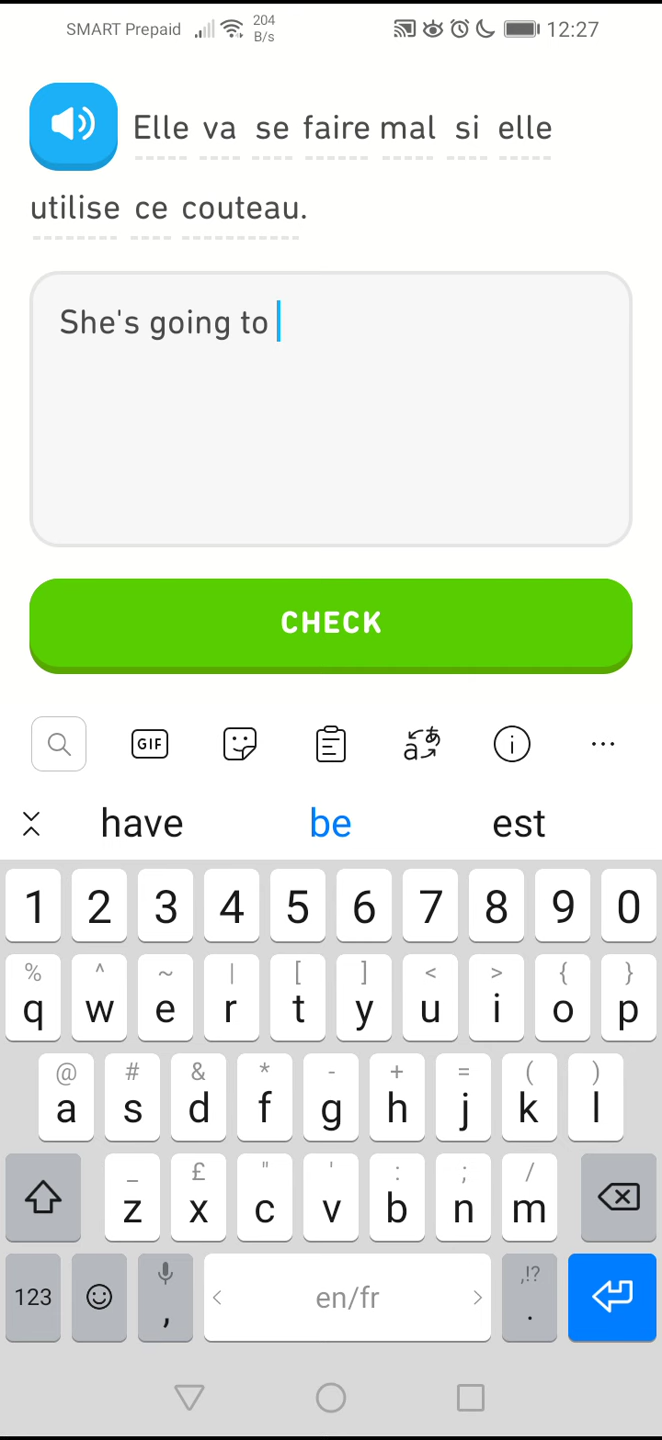 SMART Prepaid 204 B/s 12:27
Elle va se faire mal si elle
utilise ce couteau.
She's going to
CHECK
GIF
have be est
1 2 3 4 5 6 7 8 9 0
% ^ ~ | [ ] < > { }
q w e r t y u i o p
@ # & * - + = ( )
a s d f g h j k l
_ £ " ' : ; /
z x c v b n m
123 , en/fr ,!? .